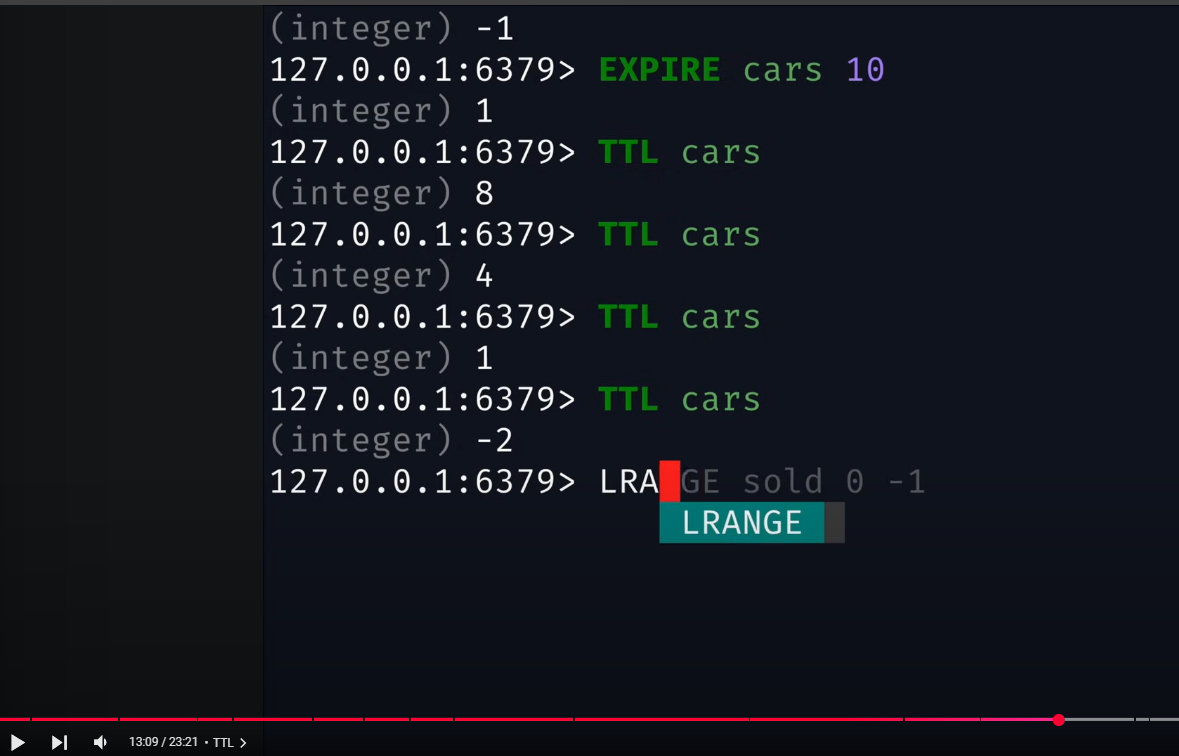 (integer) -1
127.0.0.1:6379> EXPIRE cars 10
(integer) 1
127.0.0.1:6379> TTL cars
(integer) 8
127.0.0.1:6379> TTL cars
(integer) 4
127.0.0.1:6379> TTL cars
(integer) 1
127.0.0.1:6379> TTL cars
(integer) -2
127.0.0.1:6379> LRA GE sold 0 -1
LRANGE
13:09 / 23:21 • TTL >